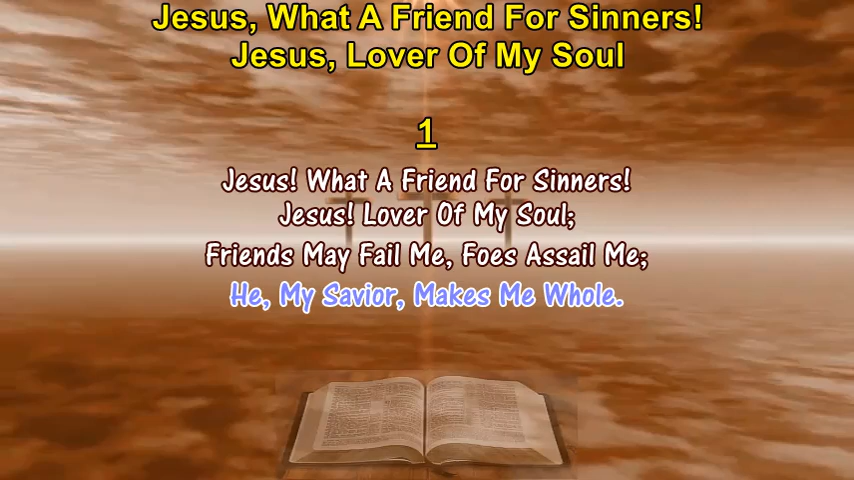 Jesus, What A Friend For Sinners!
Jesus, Lover Of My Soul
1
Jesus! What A Friend For Sinners!
Jesus! Lover Of My Soul;
Friends May Fail Me, Foes Assail Me;
He, My Savior, Makes Me Whole.